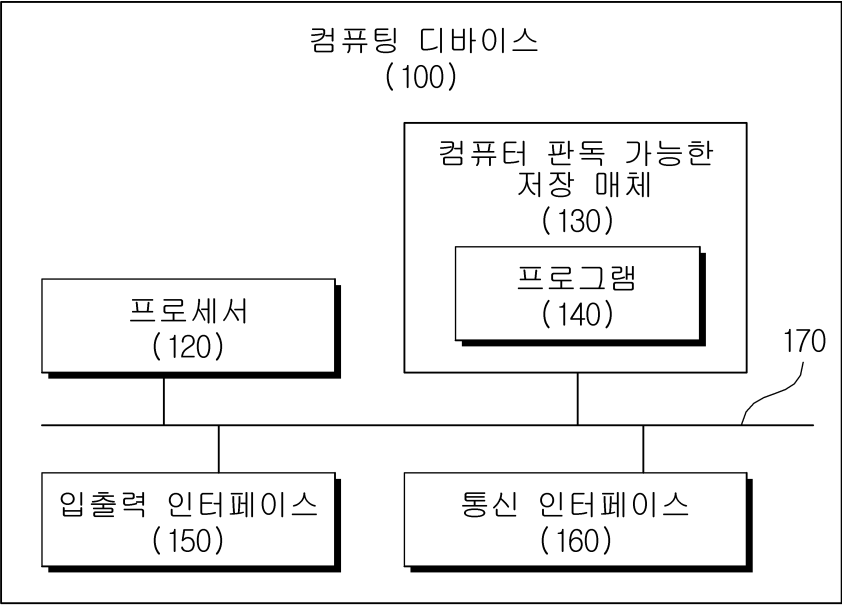 컴퓨팅 디바이스
(100)
컴퓨터 판독 가능한
저장 매체
(130)
프로그램
(140)
프로세서
(120)
170
입출력 인터페이스
(150)
통신 인터페이스
(160)